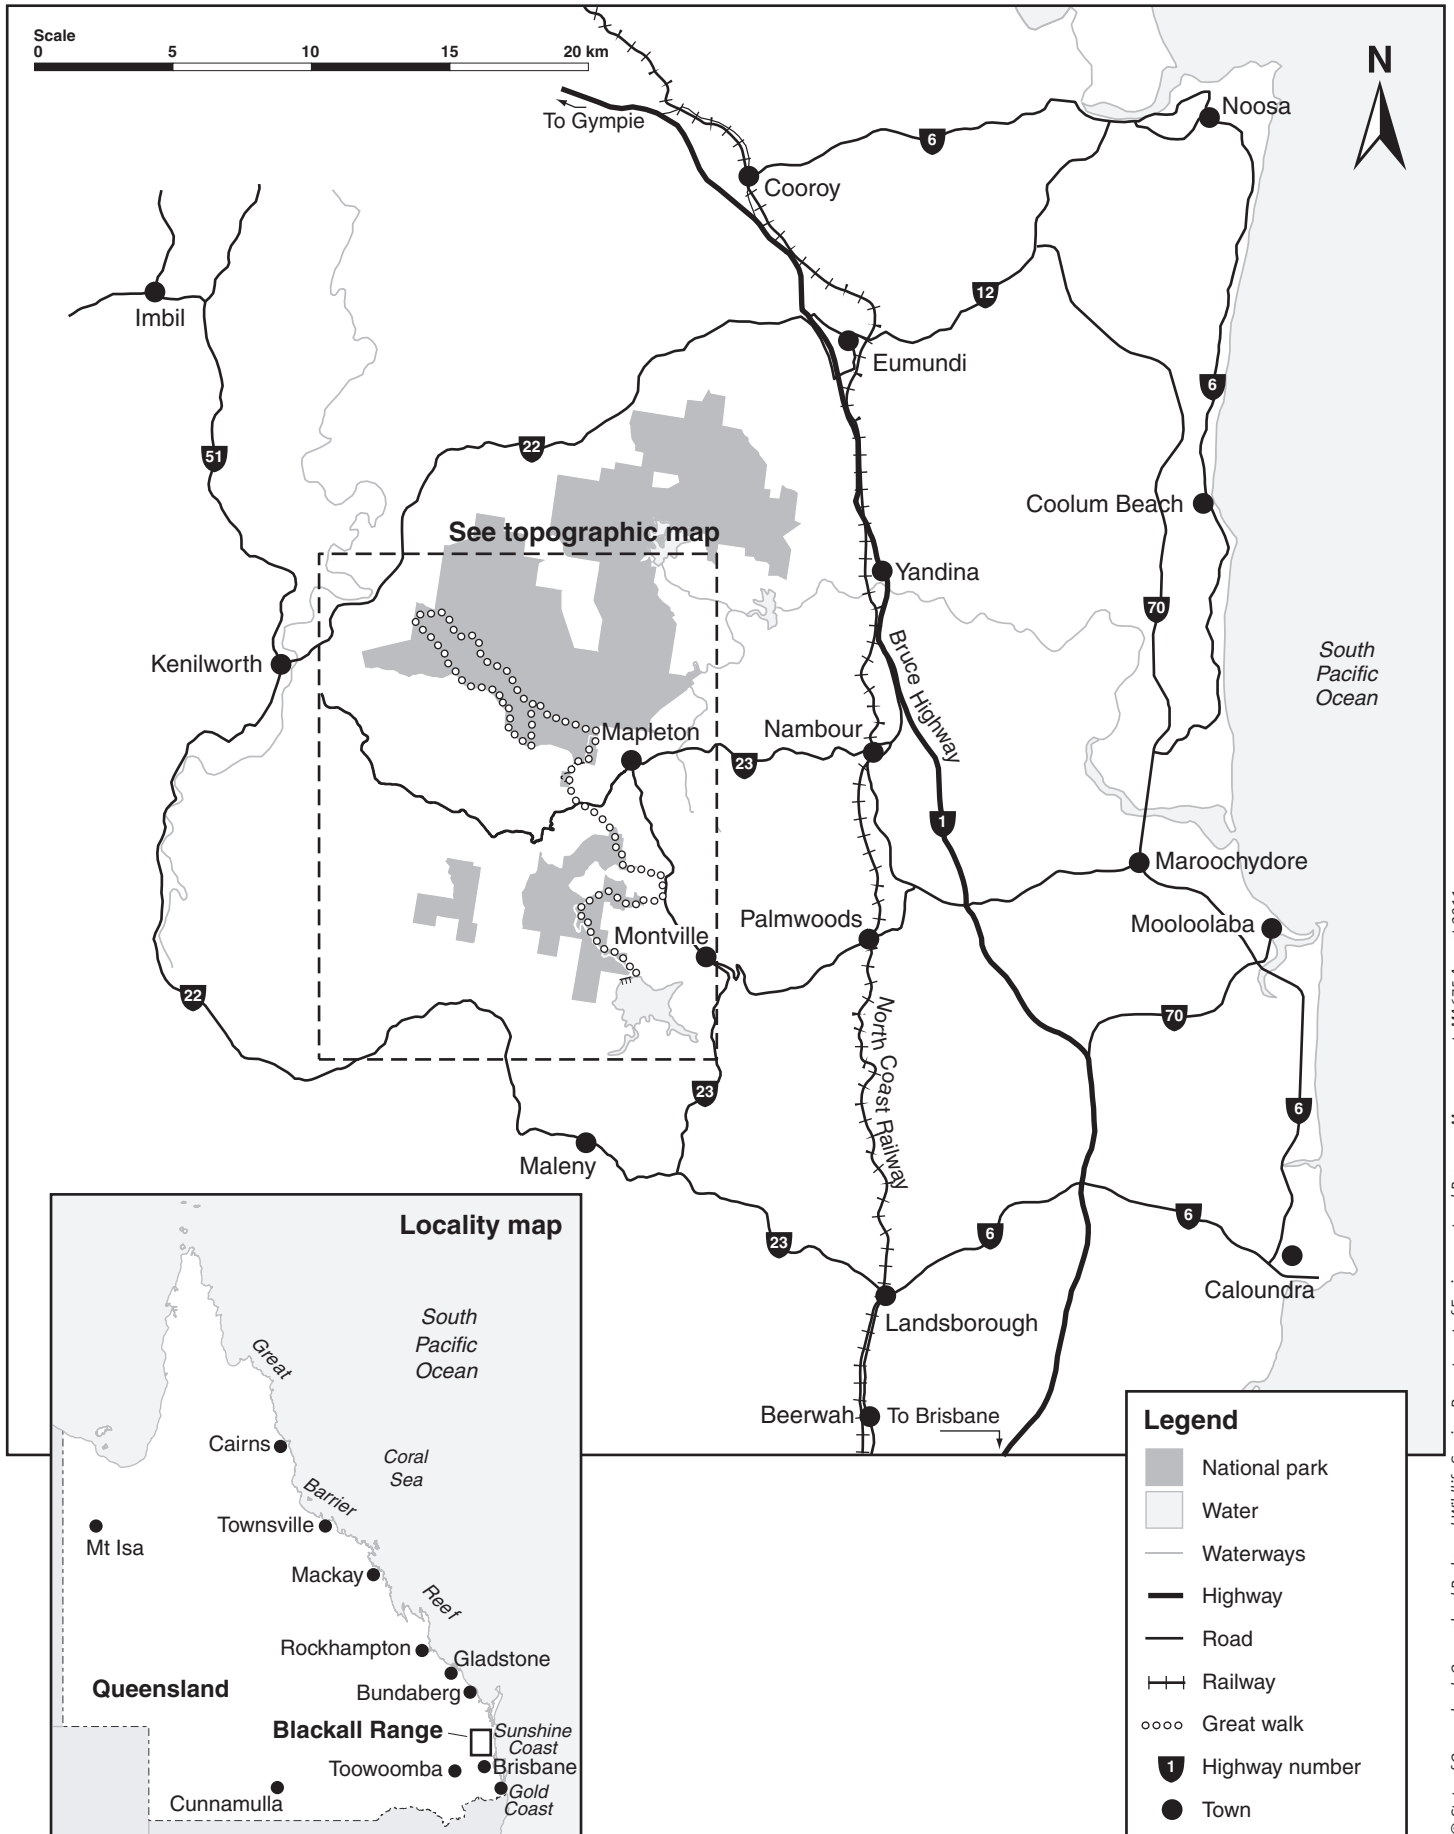 Scale
0 5 10 15 20 km
N
To Gympie
Noosa
6
Cooroy
Imbil
12
Eumundi
6
22
51
Coolum Beach
See topographic map
Yandina
70
Bruce Highway
Kenilworth
South
Pacific
Ocean
Mapleton
Nambour
23
1
Maroochydore
Palmwoods
Mooloolaba
Montville
22
70
North Coast Railway
23
6
Maleny
6
6
23
Caloundra
Landsborough
Beerwah
To Brisbane
Locality map
South
Pacific
Ocean
Great
Cairns
Coral
Sea
Barrier
Townsville
Mt Isa
Mackay
Reef
Rockhampton
Gladstone
Queensland
Bundaberg
Blackall Range
Sunshine
Coast
Toowoomba
Brisbane
Gold
Coast
Cunnamulla
Legend
National park
Water
Waterways
Highway
Road
Railway
Great walk
1 Highway number
Town